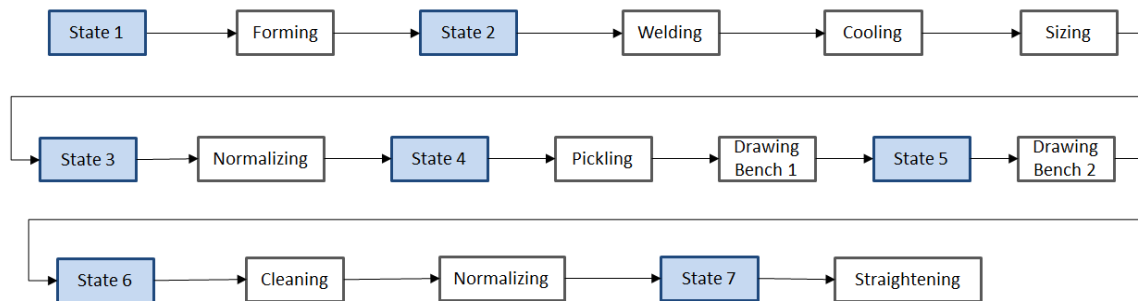 State 1
Forming
State 2
Welding
Cooling
Sizing
State 3
Normalizing
State 4
Pickling
Drawing
Bench 1
State 5
Drawing
Bench 2
State 6
Cleaning
Normalizing
State 7
Straightening